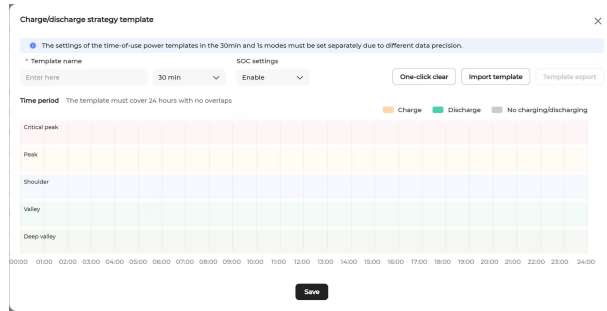 Charge/discharge strategy template
The settings of the time-of-use power templates in the 30min and 1s modes must be set separately due to different data precision.
* Template name
SOC settings
Enter here
30 min
Enable
One-click clear
Import template
Template export
Time period The template must cover 24 hours with no overlaps
Charge
Discharge
No charging/discharging
Critical peak
Peak
Shoulder
Valley
Deep valley
00:00 01:00 02:00 03:00 04:00 05:00 06:00 07:00 08:00 09:00 10:00 11:00 12:00 13:00 14:00 15:00 16:00 17:00 18:00 19:00 20:00 21:00 22:00 23:00 24:00
Save